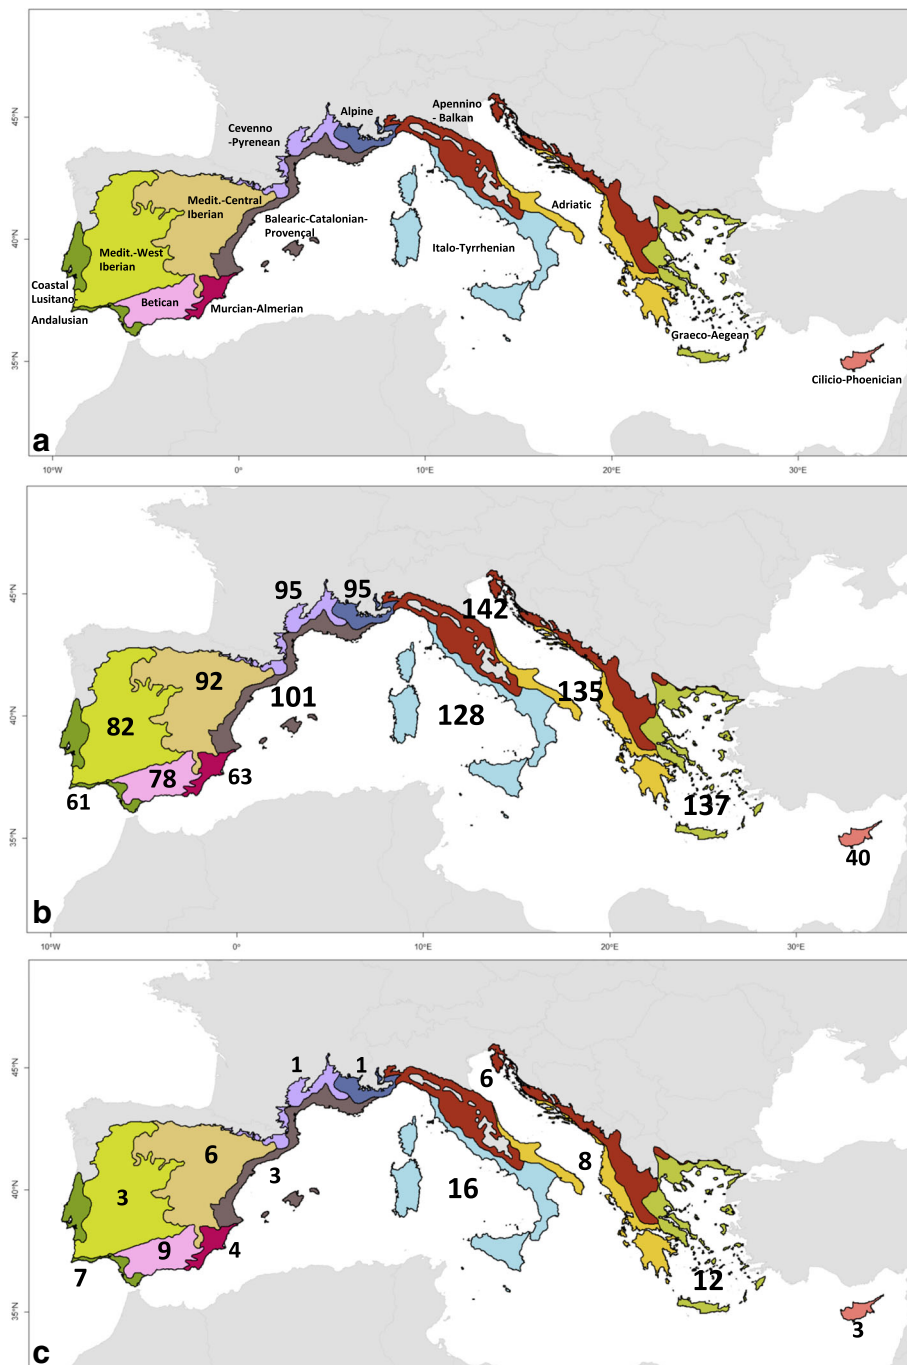 45°N
40°N
35°N
Cevenno
-Pyrenean
Alpine
Apennino
- Balkan
Medit.-Central
Iberian
Balearic-Catalonian-
Provençal
Adriatic
Medit.-West
Iberian
Italo-Tyrrhenian
Coastal
Lusitano-
Andalusian
Betican
Murcian-Almerian
Graeco-Aegean
Cilicio-Phoenician
a
10°W 0° 10°E 20°E 30°E
45°N
40°N
35°N
95 95
142
92
101
135
128
82
78
63
61
137
40
b
10°W 0° 10°E 20°E 30°E
45°N
40°N
35°N
1 1
6
6
3
8
16
3
9
4
7
12
3
c